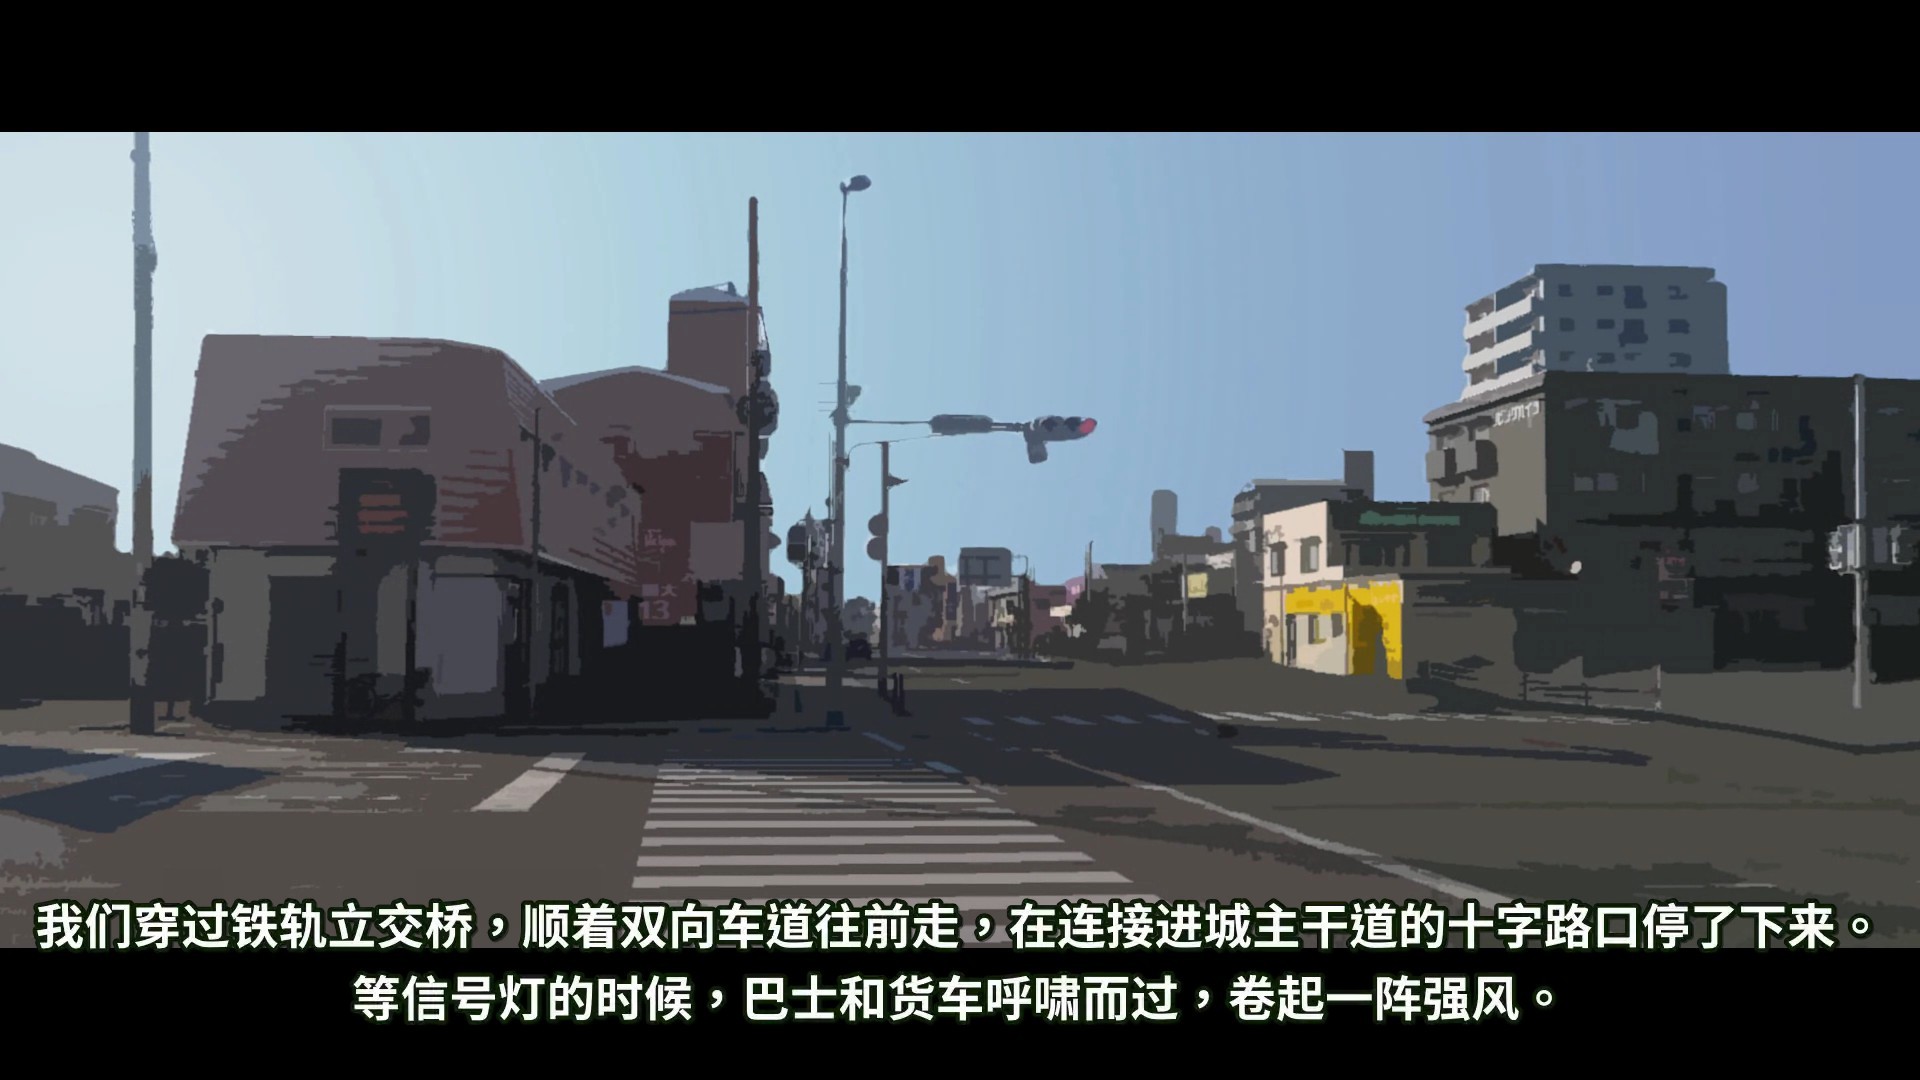 最大
13
我们穿过铁轨立交桥，顺着双向车道往前走，在连接进城主干道的十字路口停了下来。
等信号灯的时候，巴士和货车呼啸而过，卷起一阵强风。